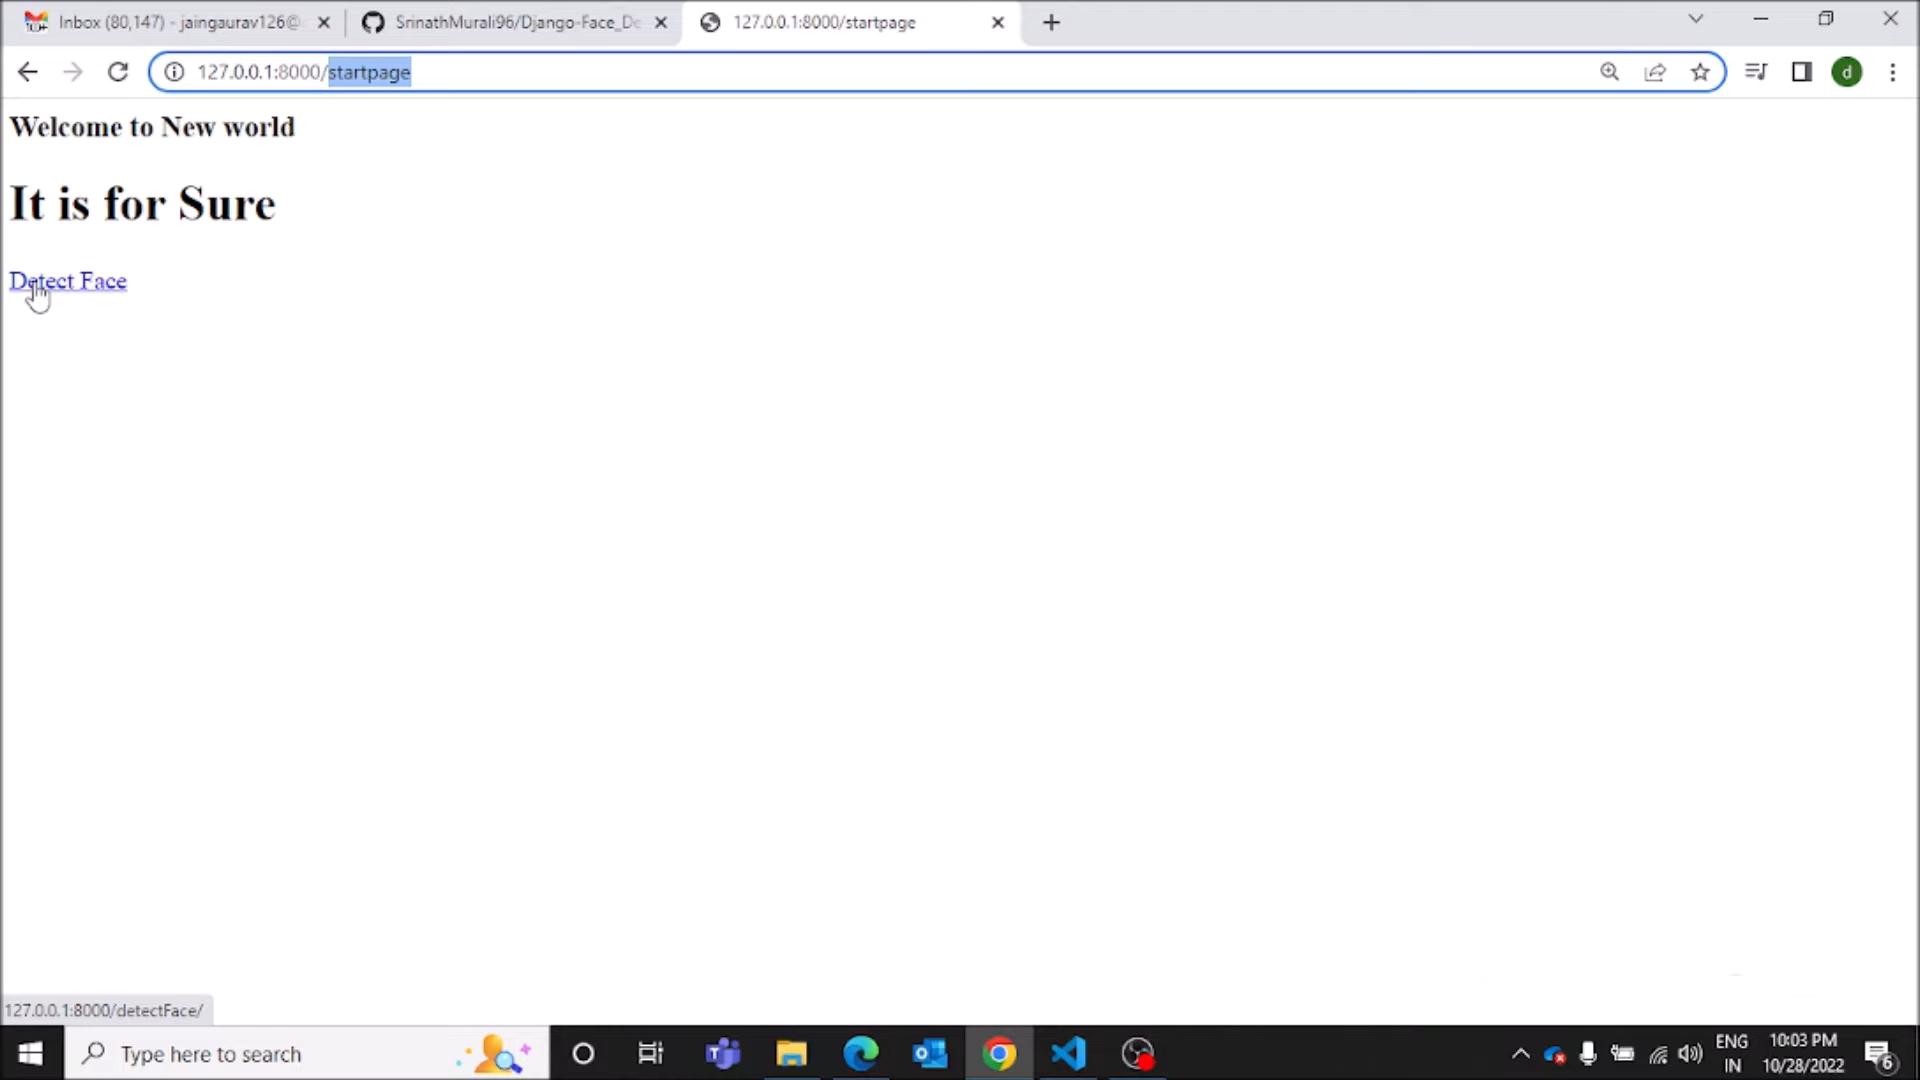 Inbox (80,147) - jaingaurav126@
SrinathMurali96/Django-Face_De
127.0.0.1:8000/startpage
127.0.0.1:8000/startpage
d
Welcome to New world
It is for Sure
Detect Face
127.0.0.1:8000/detectFace/
Type here to search
ENG
IN
10:03 PM
10/28/2022
6